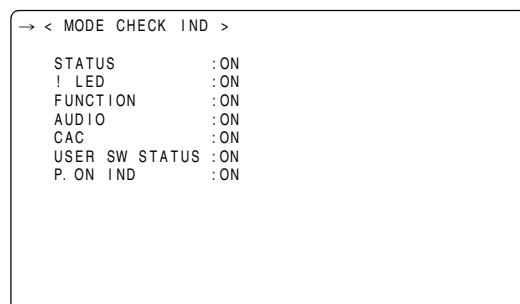 → < MODE CHECK IND >
STATUS :ON
! LED :ON
FUNCTION :ON
AUDIO :ON
CAC :ON
USER SW STATUS :ON
P. ON IND :ON